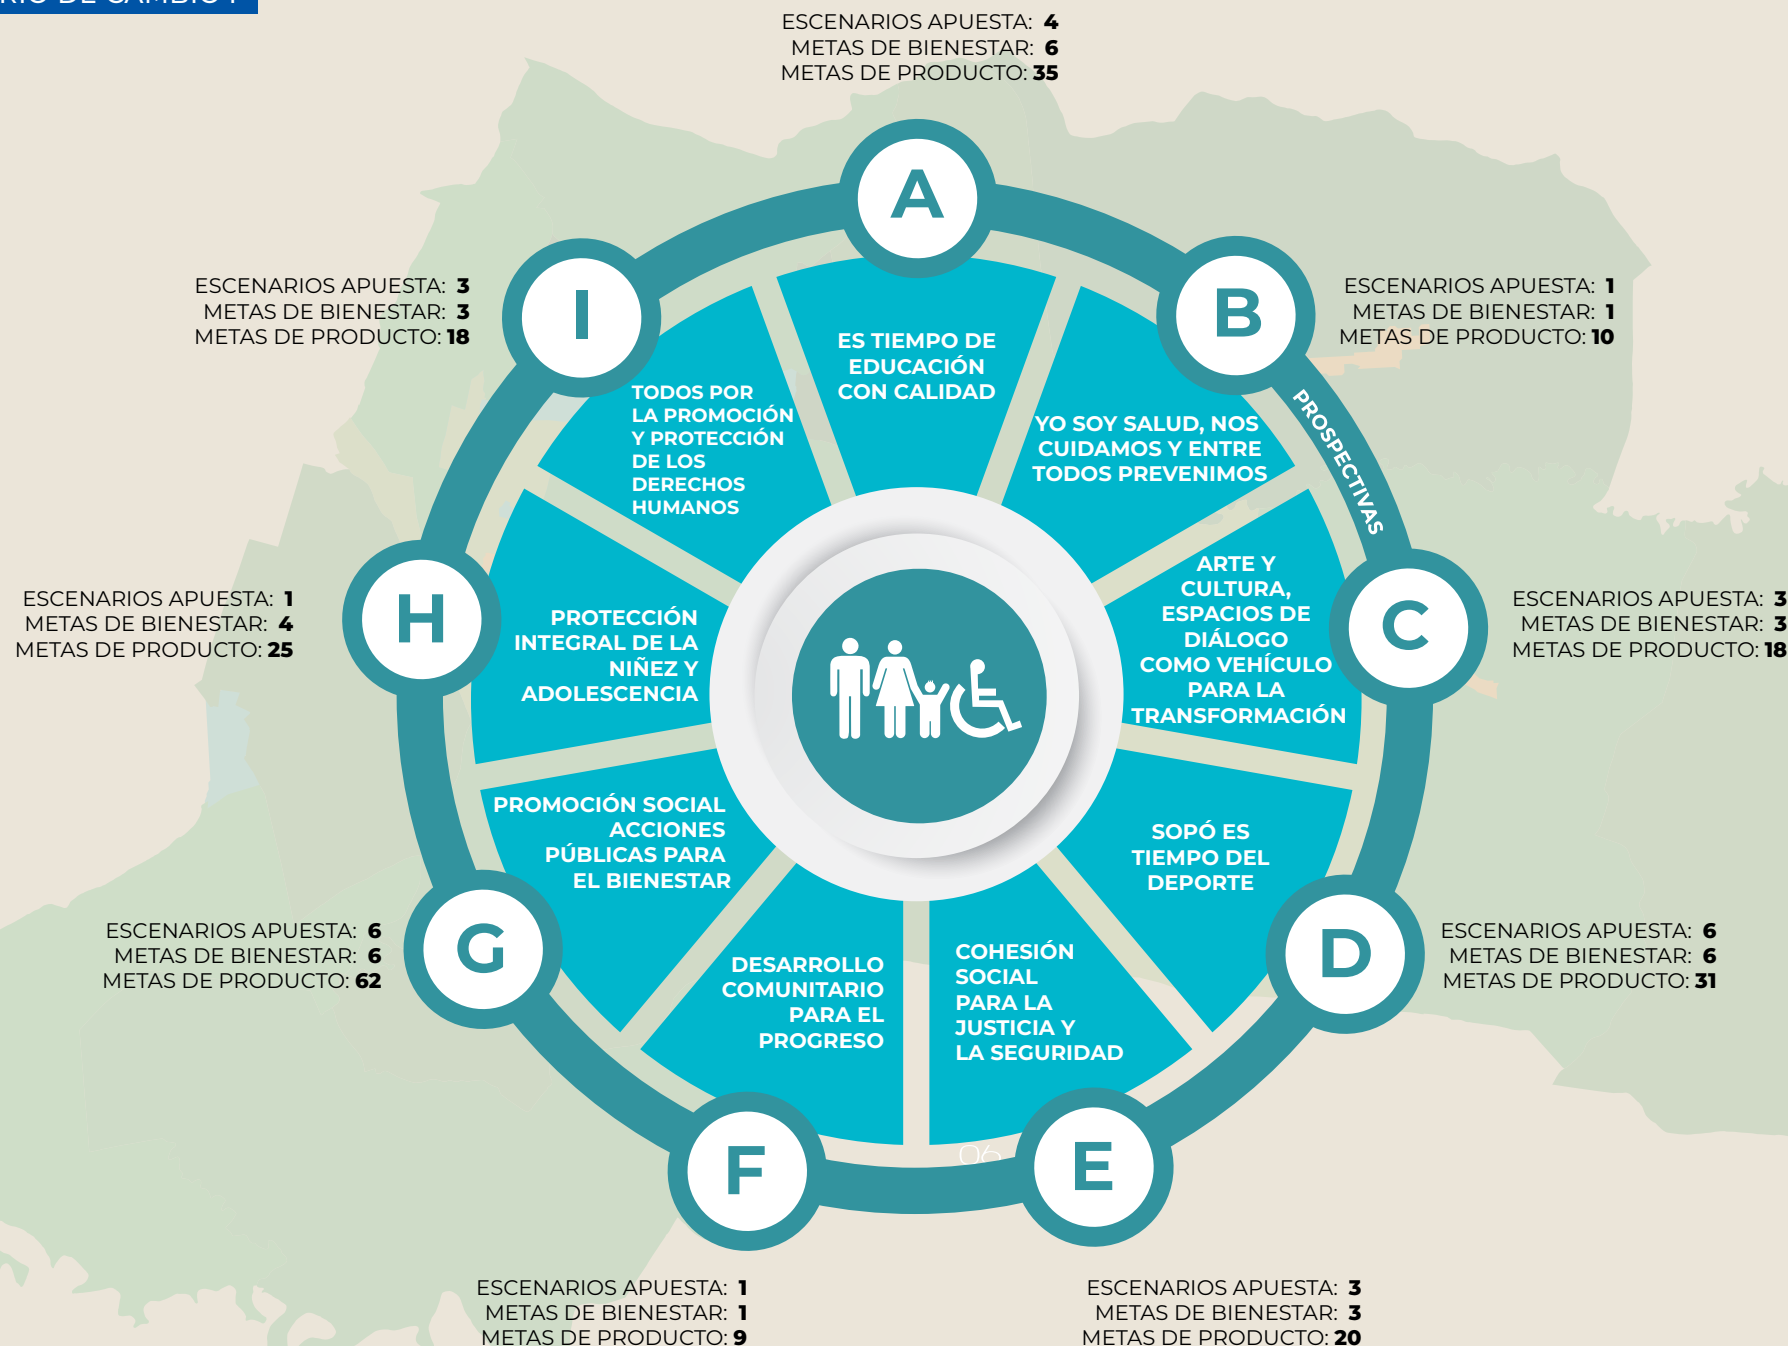 DE CAMBIO
ESCENARIOS APUESTA: 4
METAS DE BIENESTAR: 6
METAS DE PRODUCTO: 35
A
B
ESCENARIOS APUESTA: 1
METAS DE BIENESTAR: 1
METAS DE PRODUCTO: 10
PROSPECTIVAS
C
ESCENARIOS APUESTA: 3
METAS DE BIENESTAR: 3
METAS DE PRODUCTO: 18
D
ESCENARIOS APUESTA: 6
METAS DE BIENESTAR: 6
METAS DE PRODUCTO: 31
E
ESCENARIOS APUESTA: 3
METAS DE BIENESTAR: 3
METAS DE PRODUCTO: 20
F
ESCENARIOS APUESTA: 1
METAS DE BIENESTAR: 1
METAS DE PRODUCTO: 9
G
ESCENARIOS APUESTA: 6
METAS DE BIENESTAR: 6
METAS DE PRODUCTO: 62
H
ESCENARIOS APUESTA: 1
METAS DE BIENESTAR: 4
METAS DE PRODUCTO: 25
I
ESCENARIOS APUESTA: 3
METAS DE BIENESTAR: 3
METAS DE PRODUCTO: 18
ES TIEMPO DE
EDUCACIÓN
CON CALIDAD
YO SOY SALUD, NOS
CUIDAMOS Y ENTRE
TODOS PREVENIMOS
ARTE Y
CULTURA,
ESPACIOS DE
DIÁLOGO
COMO VEHÍCULO
PARA LA
TRANSFORMACIÓN
SOPÓ ES
TIEMPO DEL
DEPORTE
COHESIÓN
SOCIAL
PARA LA
JUSTICIA Y
LA SEGURIDAD
DESARROLLO
COMUNITARIO
PARA EL
PROGRESO
PROMOCIÓN SOCIAL
ACCIONES
PÚBLICAS PARA
EL BIENESTAR
PROTECCIÓN
INTEGRAL DE LA
NIÑEZ Y
ADOLESCENCIA
TODOS POR
LA PROMOCIÓN
Y PROTECCIÓN
DE LOS
DERECHOS
HUMANOS
06